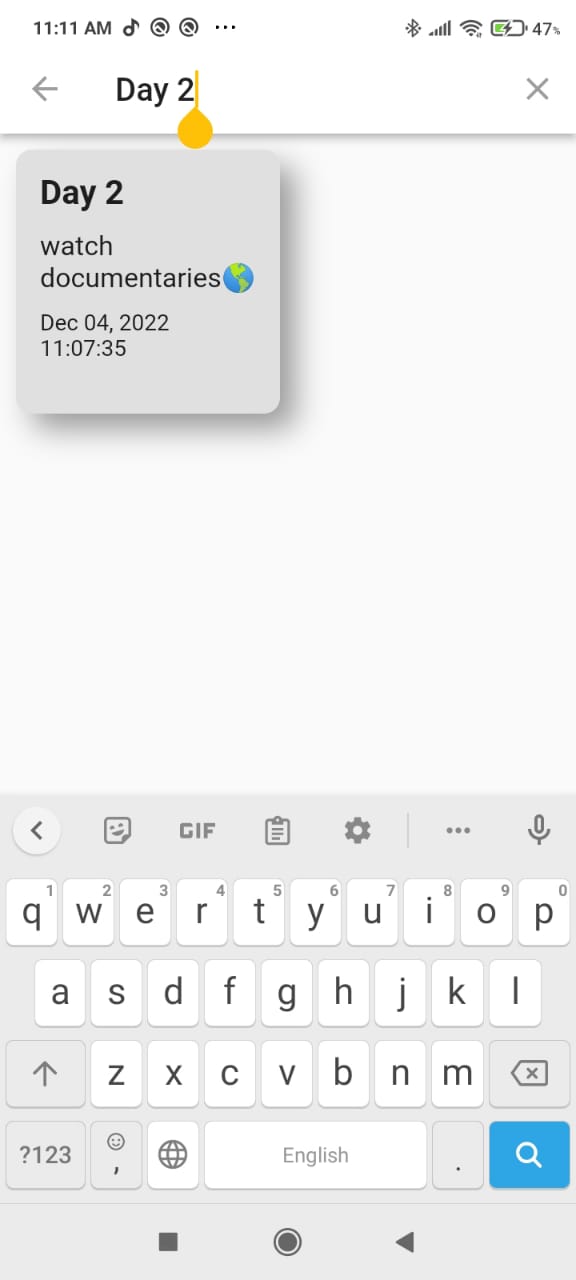 11:11 AM
47%
Day 2
Day 2
watch
documentaries🌎
Dec 04, 2022
11:07:35
GIF
1 2 3 4 5 6 7 8 9 0
q w e r t y u i o p
a s d f g h j k l
z x c v b n m
?123 , English .